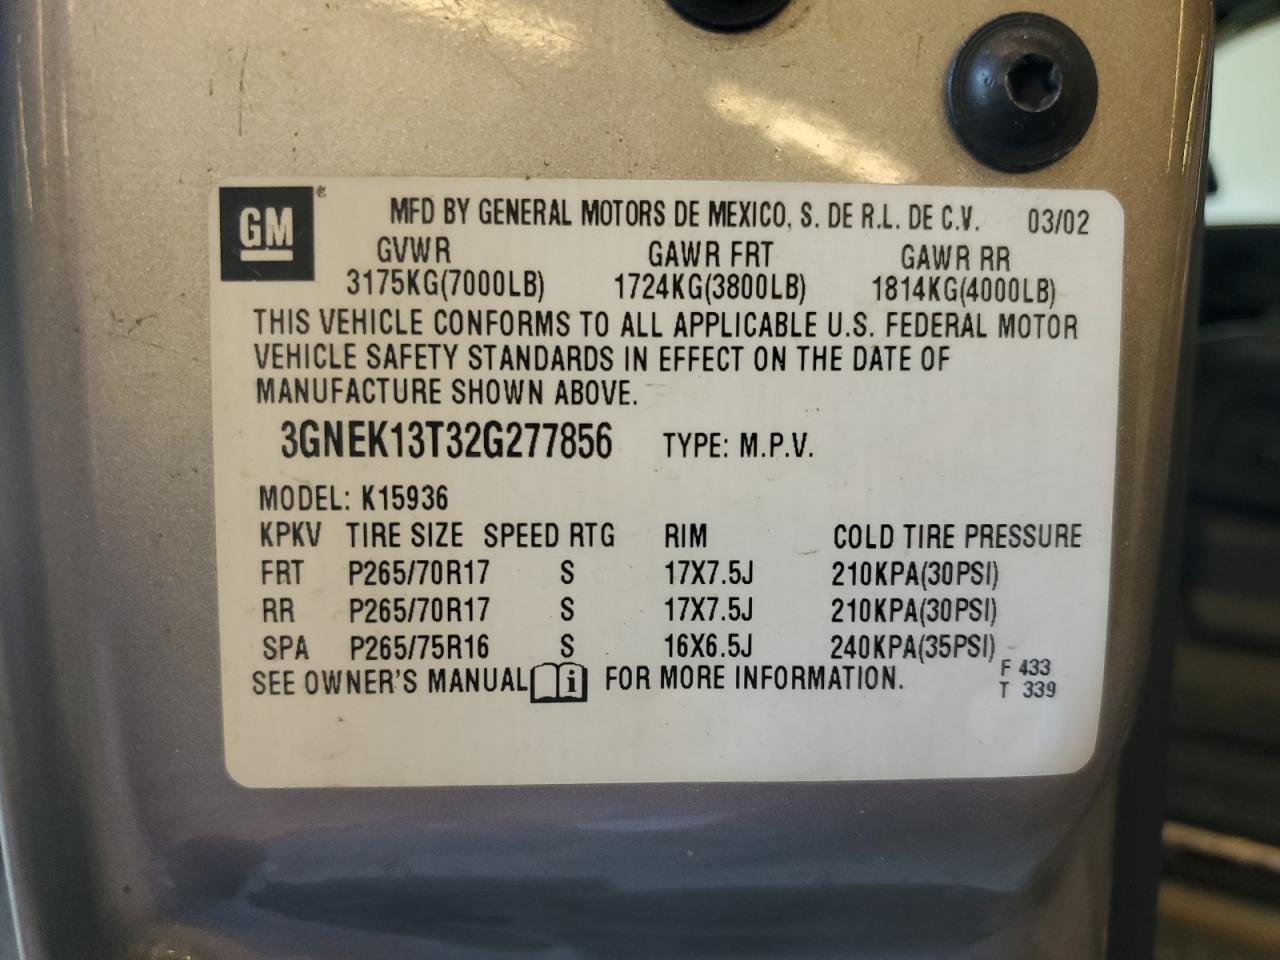 GM®
MFD BY GENERAL MOTORS DE MEXICO, S. DE R.L. DE C.V. 03/02
GVWR GAWR FRT GAWR RR
3175KG(7000LB) 1724KG(3800LB) 1814KG(4000LB)
THIS VEHICLE CONFORMS TO ALL APPLICABLE U.S. FEDERAL MOTOR
VEHICLE SAFETY STANDARDS IN EFFECT ON THE DATE OF
MANUFACTURE SHOWN ABOVE.
3GNEK13T32G277856 TYPE: M.P.V.
MODEL: K15936
KPKV TIRE SIZE SPEED RTG RIM COLD TIRE PRESSURE
FRT P265/70R17 S 17X7.5J 210KPA(30PSI)
RR P265/70R17 S 17X7.5J 210KPA(30PSI)
SPA P265/75R16 S 16X6.5J 240KPA(35PSI)
SEE OWNER'S MANUAL i FOR MORE INFORMATION.
F 433
T 339